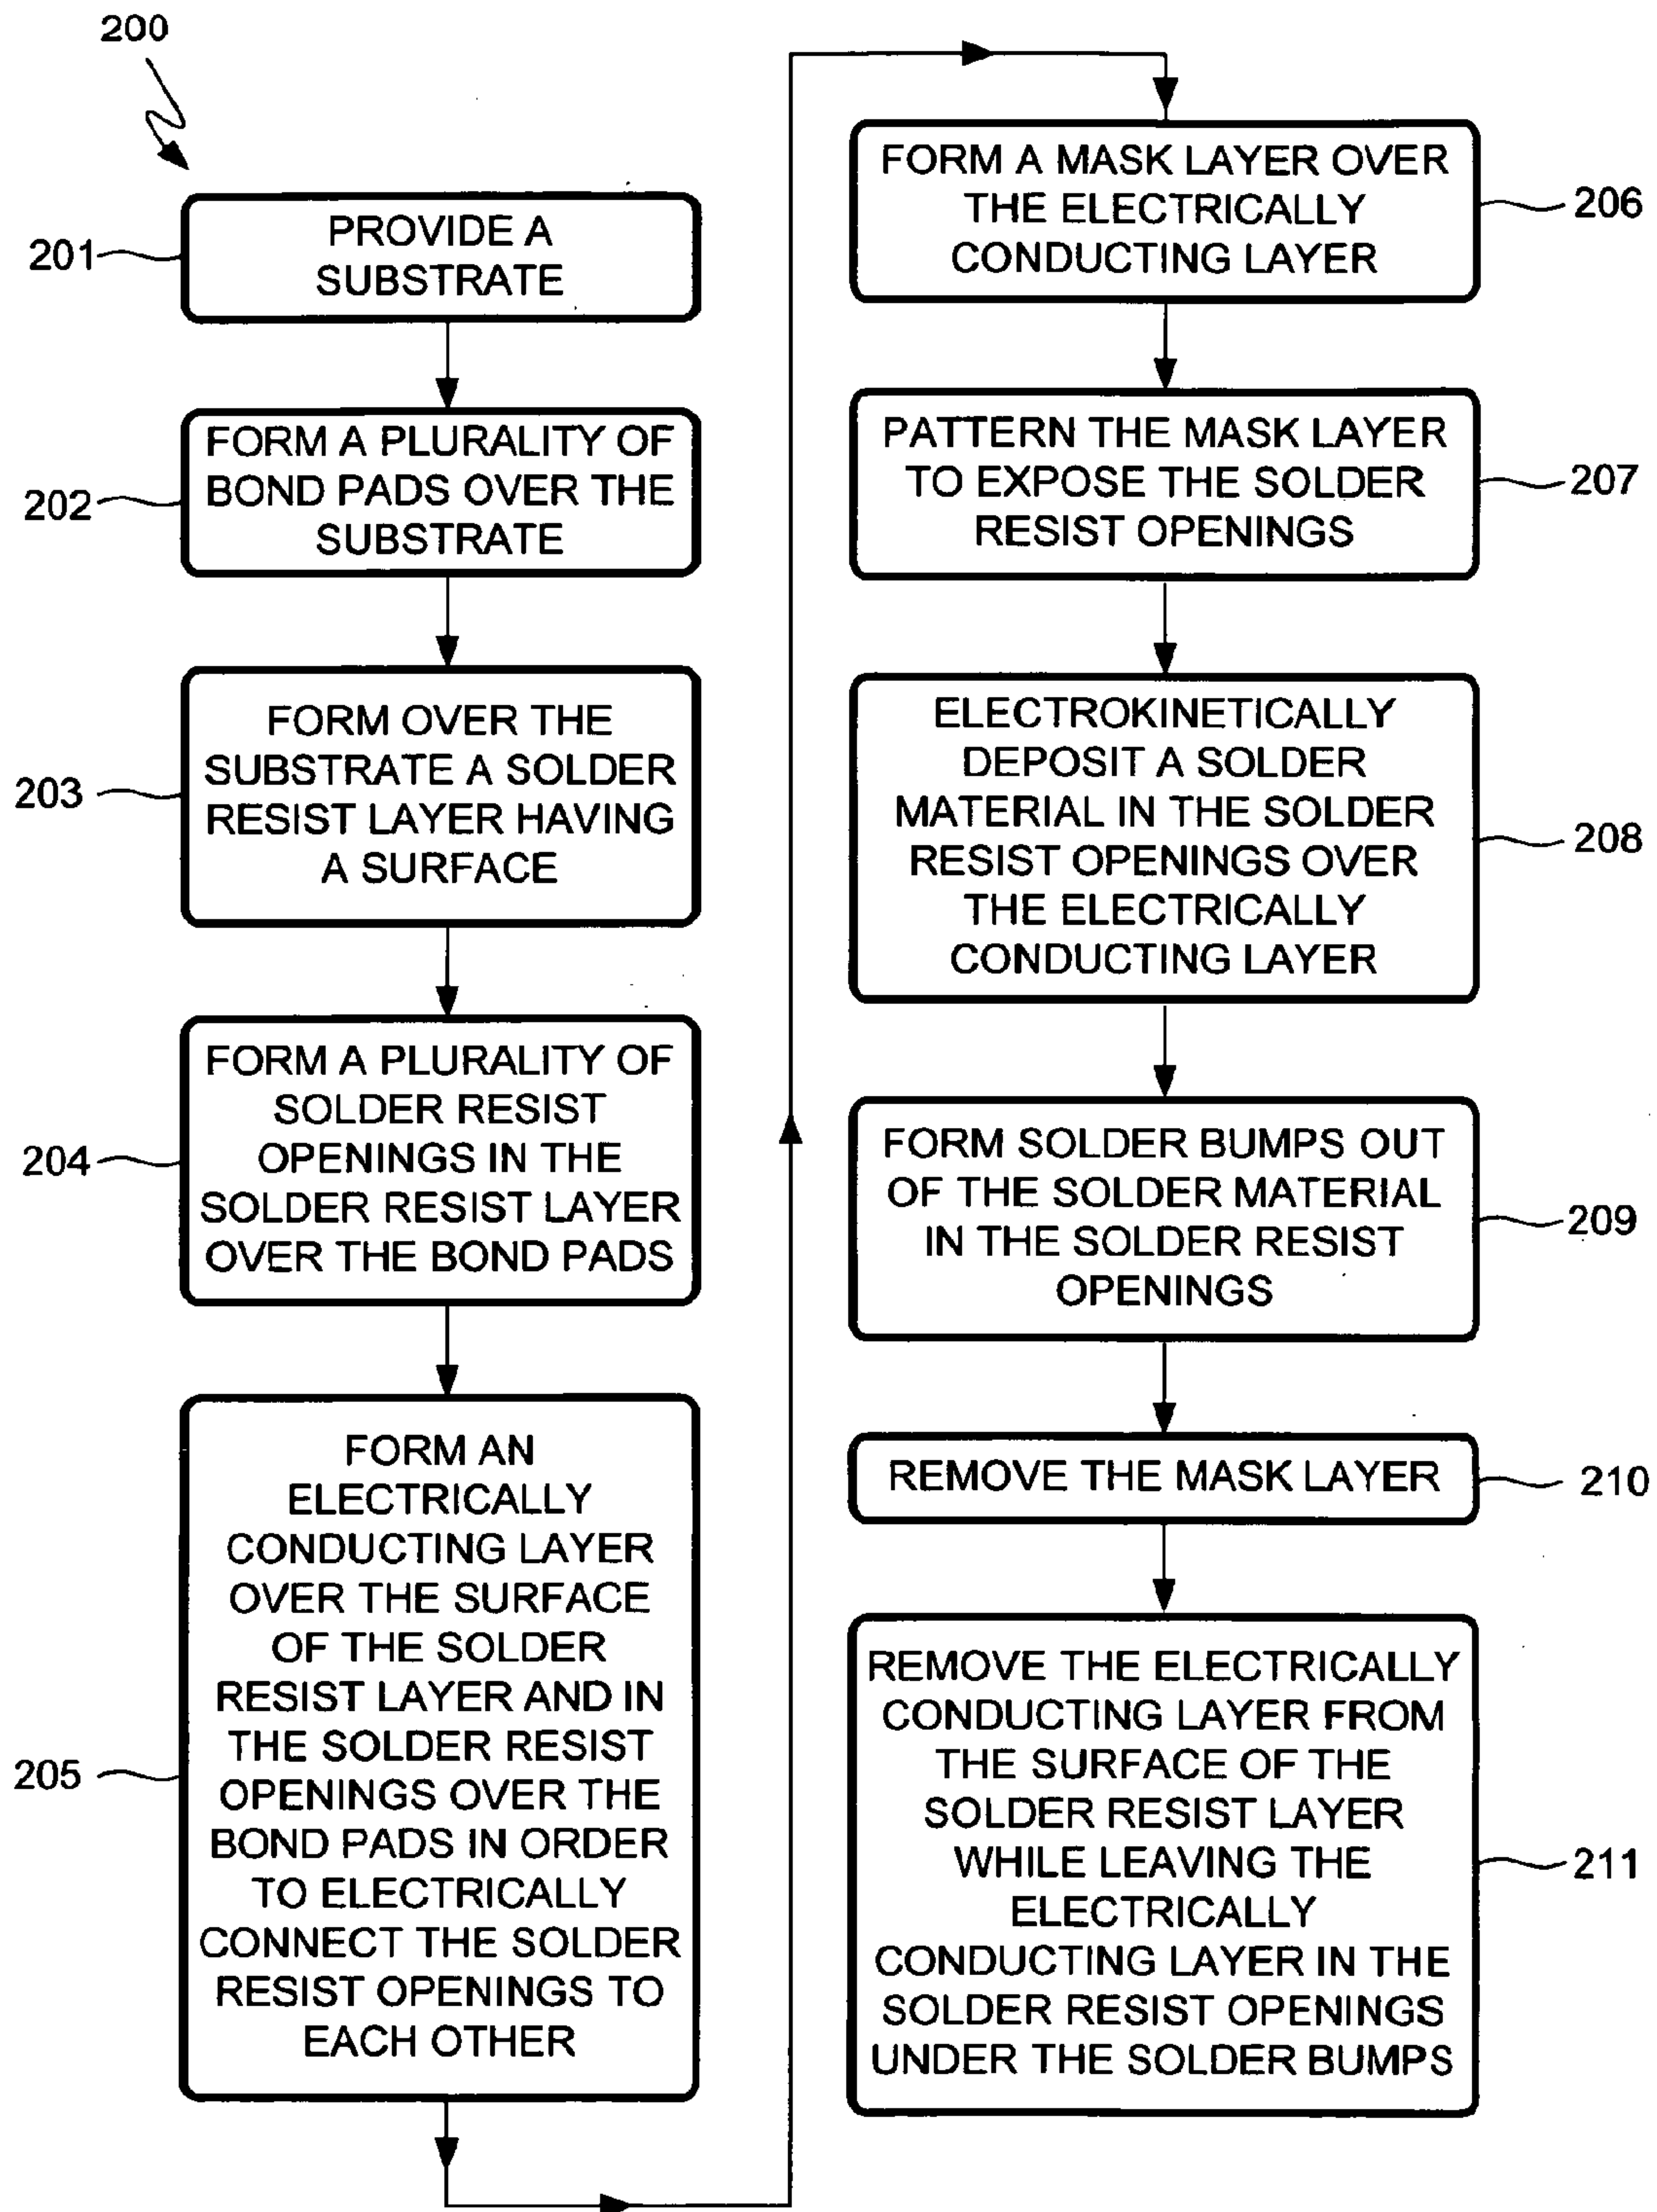 200
201
PROVIDE A
SUBSTRATE
202
FORM A PLURALITY OF
BOND PADS OVER THE
SUBSTRATE
203
FORM OVER THE
SUBSTRATE A SOLDER
RESIST LAYER HAVING
A SURFACE
204
FORM A PLURALITY OF
SOLDER RESIST
OPENINGS IN THE
SOLDER RESIST LAYER
OVER THE BOND PADS
205
FORM AN
ELECTRICALLY
CONDUCTING LAYER
OVER THE SURFACE
OF THE SOLDER
RESIST LAYER AND IN
THE SOLDER RESIST
OPENINGS OVER THE
BOND PADS IN ORDER
TO ELECTRICALLY
CONNECT THE SOLDER
RESIST OPENINGS TO
EACH OTHER
FORM A MASK LAYER OVER
THE ELECTRICALLY
CONDUCTING LAYER
206
PATTERN THE MASK LAYER
TO EXPOSE THE SOLDER
RESIST OPENINGS
207
ELECTROKINETICALLY
DEPOSIT A SOLDER
MATERIAL IN THE SOLDER
RESIST OPENINGS OVER
THE ELECTRICALLY
CONDUCTING LAYER
208
FORM SOLDER BUMPS OUT
OF THE SOLDER MATERIAL
IN THE SOLDER RESIST
OPENINGS
209
REMOVE THE MASK LAYER
210
REMOVE THE ELECTRICALLY
CONDUCTING LAYER FROM
THE SURFACE OF THE
SOLDER RESIST LAYER
WHILE LEAVING THE
ELECTRICALLY
CONDUCTING LAYER IN THE
SOLDER RESIST OPENINGS
UNDER THE SOLDER BUMPS
211